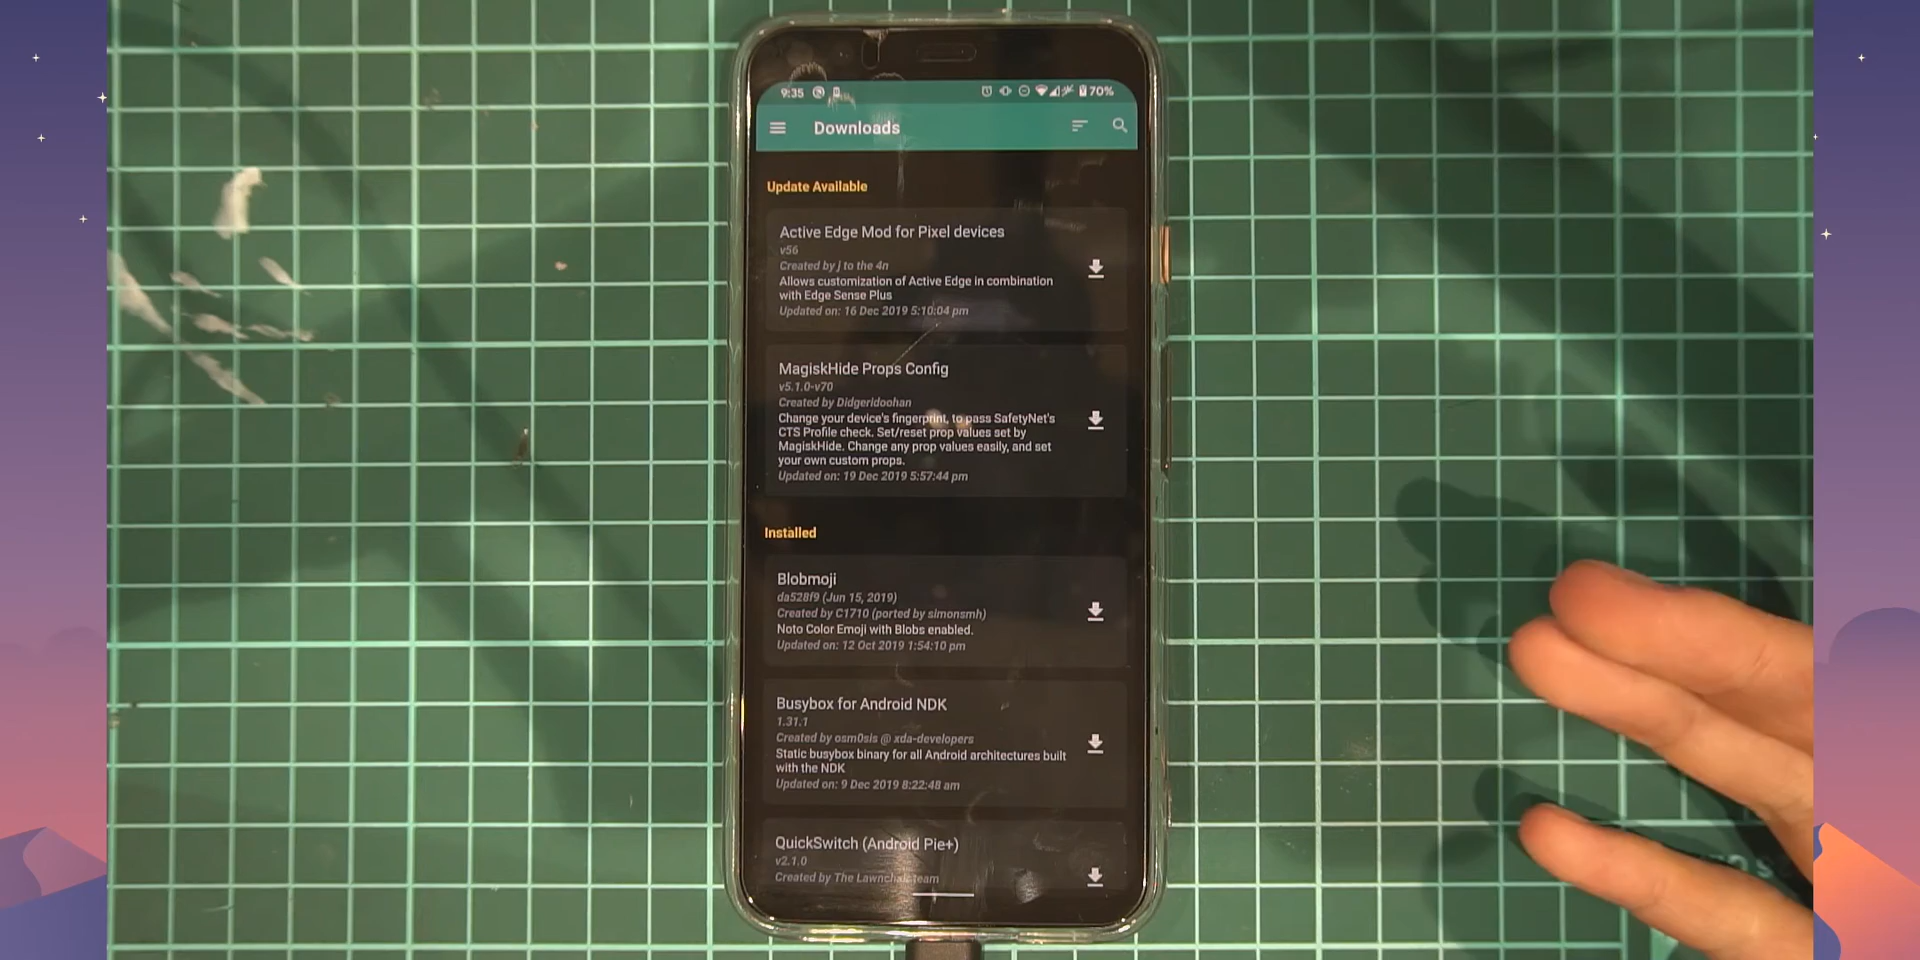 9:35
70%
Downloads
Update Available
Active Edge Mod for Pixel devices
v56
Created by j to the 4n
Allows customization of Active Edge in combination
with Edge Sense Plus
Updated on: 16 Dec 2019 5:10:04 pm
MagiskHide Props Config
v5.1.0-v70
Created by Didgeridoohan
Change your device's fingerprint, to pass SafetyNet's
CTS Profile check. Set/reset prop values set by
MagiskHide. Change any prop values easily, and set
your own custom props.
Updated on: 19 Dec 2019 5:57:44 pm
Installed
Blobmoji
da528f9 (Jun 15, 2019)
Created by C1710 (ported by simonsmh)
Noto Color Emoji with Blobs enabled.
Updated on: 12 Oct 2019 1:54:10 pm
Busybox for Android NDK
1.31.1
Created by osm0sis @ xda-developers
Static busybox binary for all Android architectures built
with the NDK
Updated on: 9 Dec 2019 8:22:48 am
QuickSwitch (Android Pie+)
v2.1.0
Created by The Lawnchair team